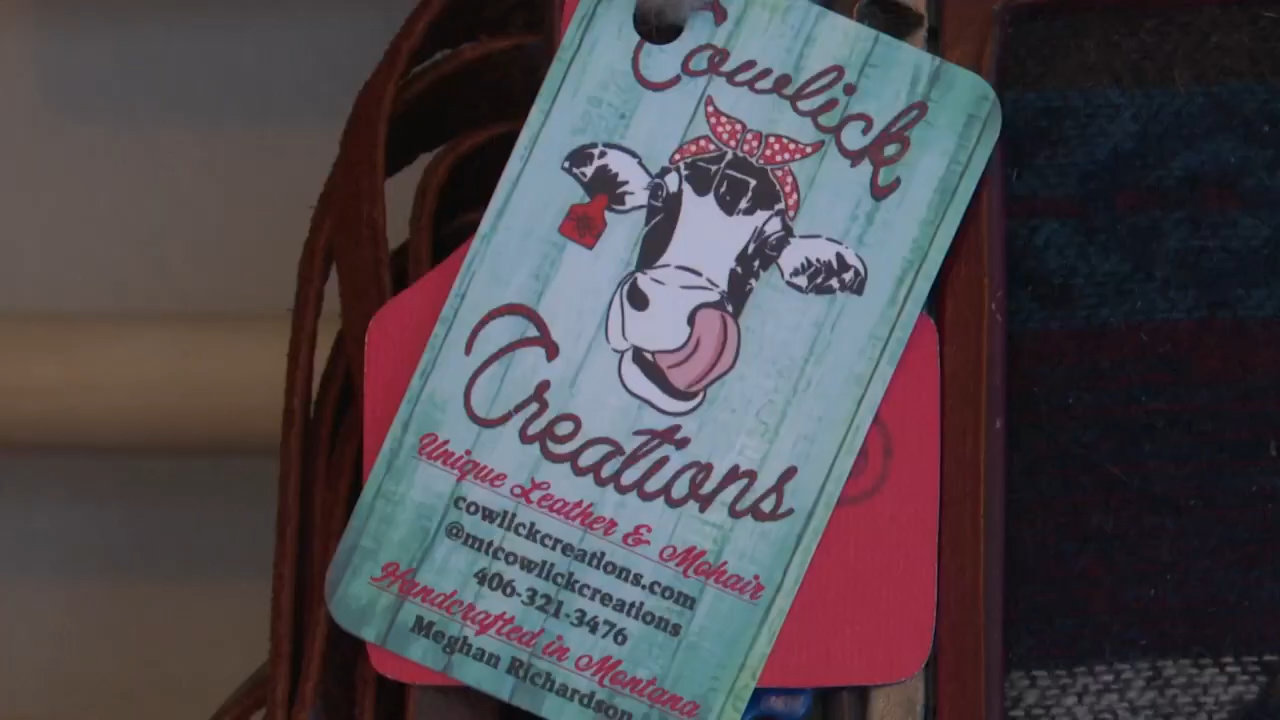 Cowlick
Creations
Unique Leather & Mohair
cowlickcreations.com
@mtcowlickcreations
406-321-3476
Handcrafted in Montana
Meghan Richardson